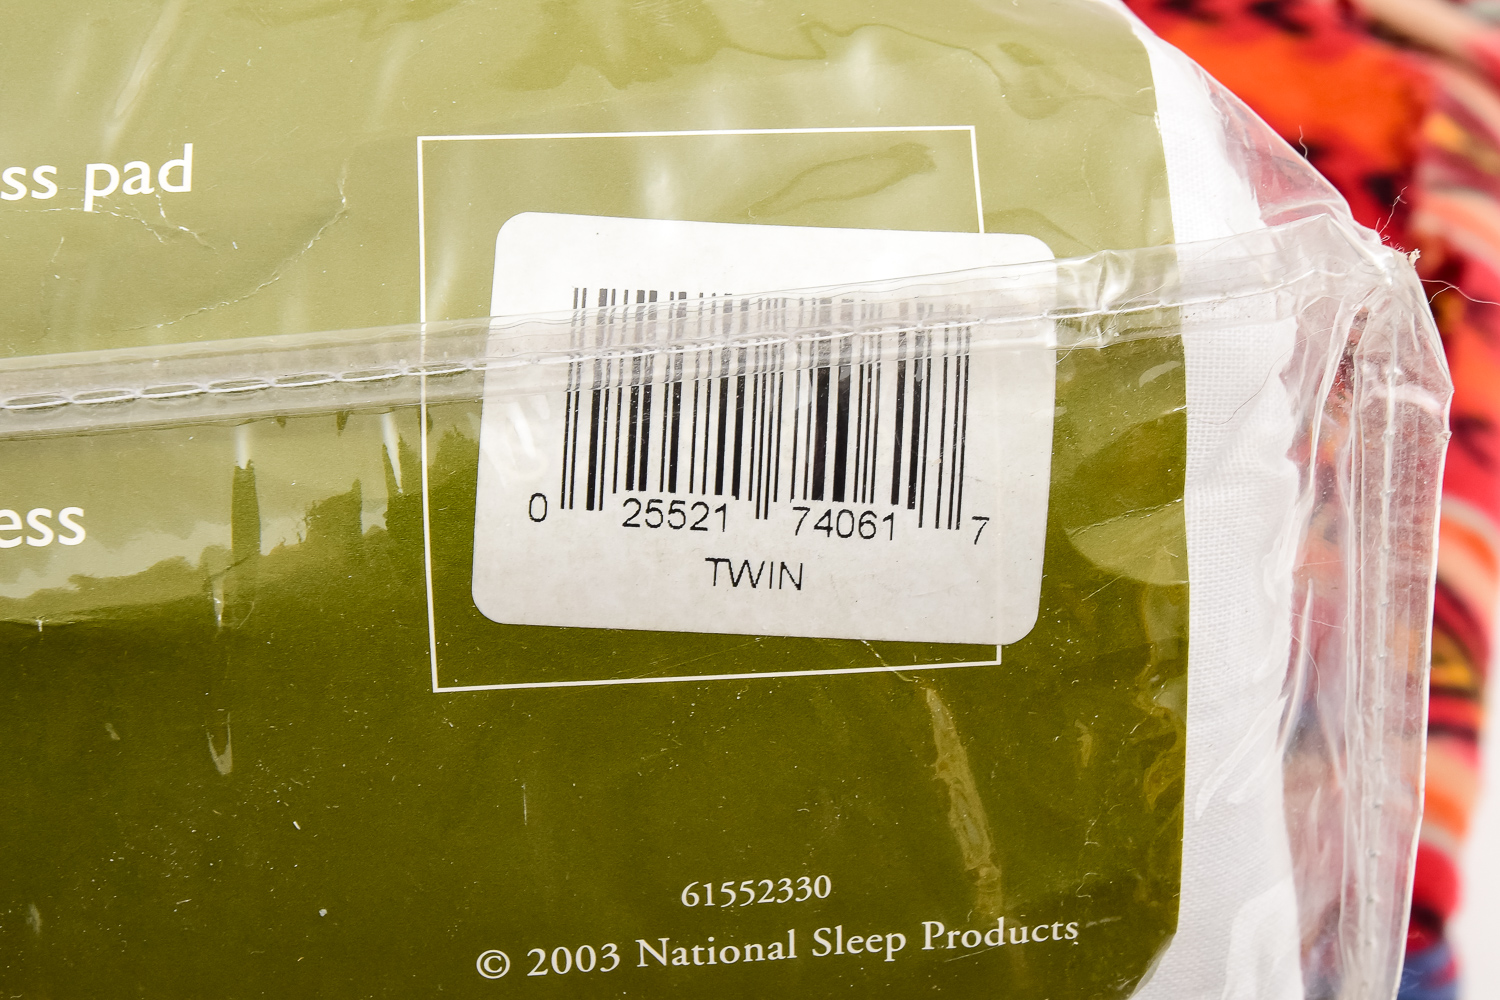 ss pad
ess
0 25521 74061 7
TWIN
61552330
© 2003 National Sleep Products